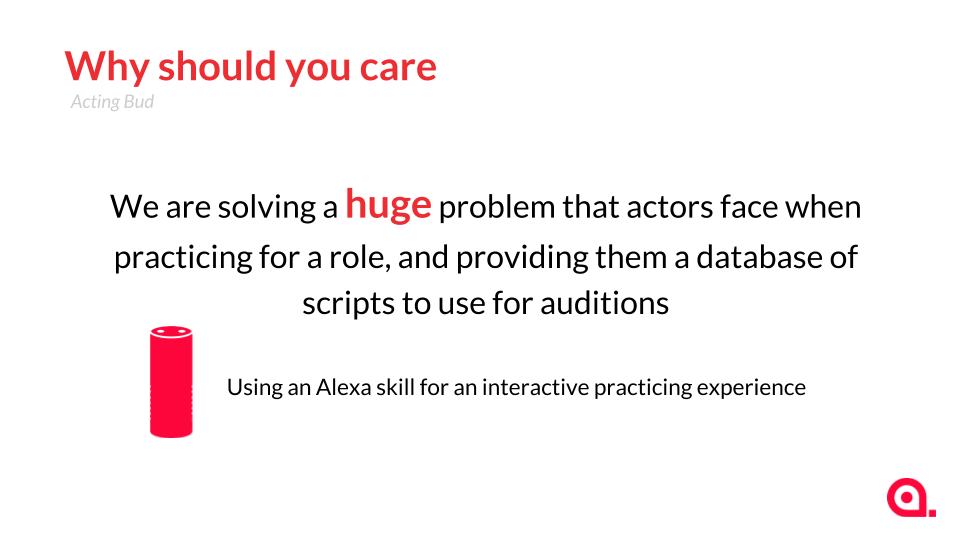 Why should you care
Acting Bud
We are solving a huge problem that actors face when
practicing for a role, and providing them a database of
scripts to use for auditions
Using an Alexa skill for an interactive practicing experience
a.